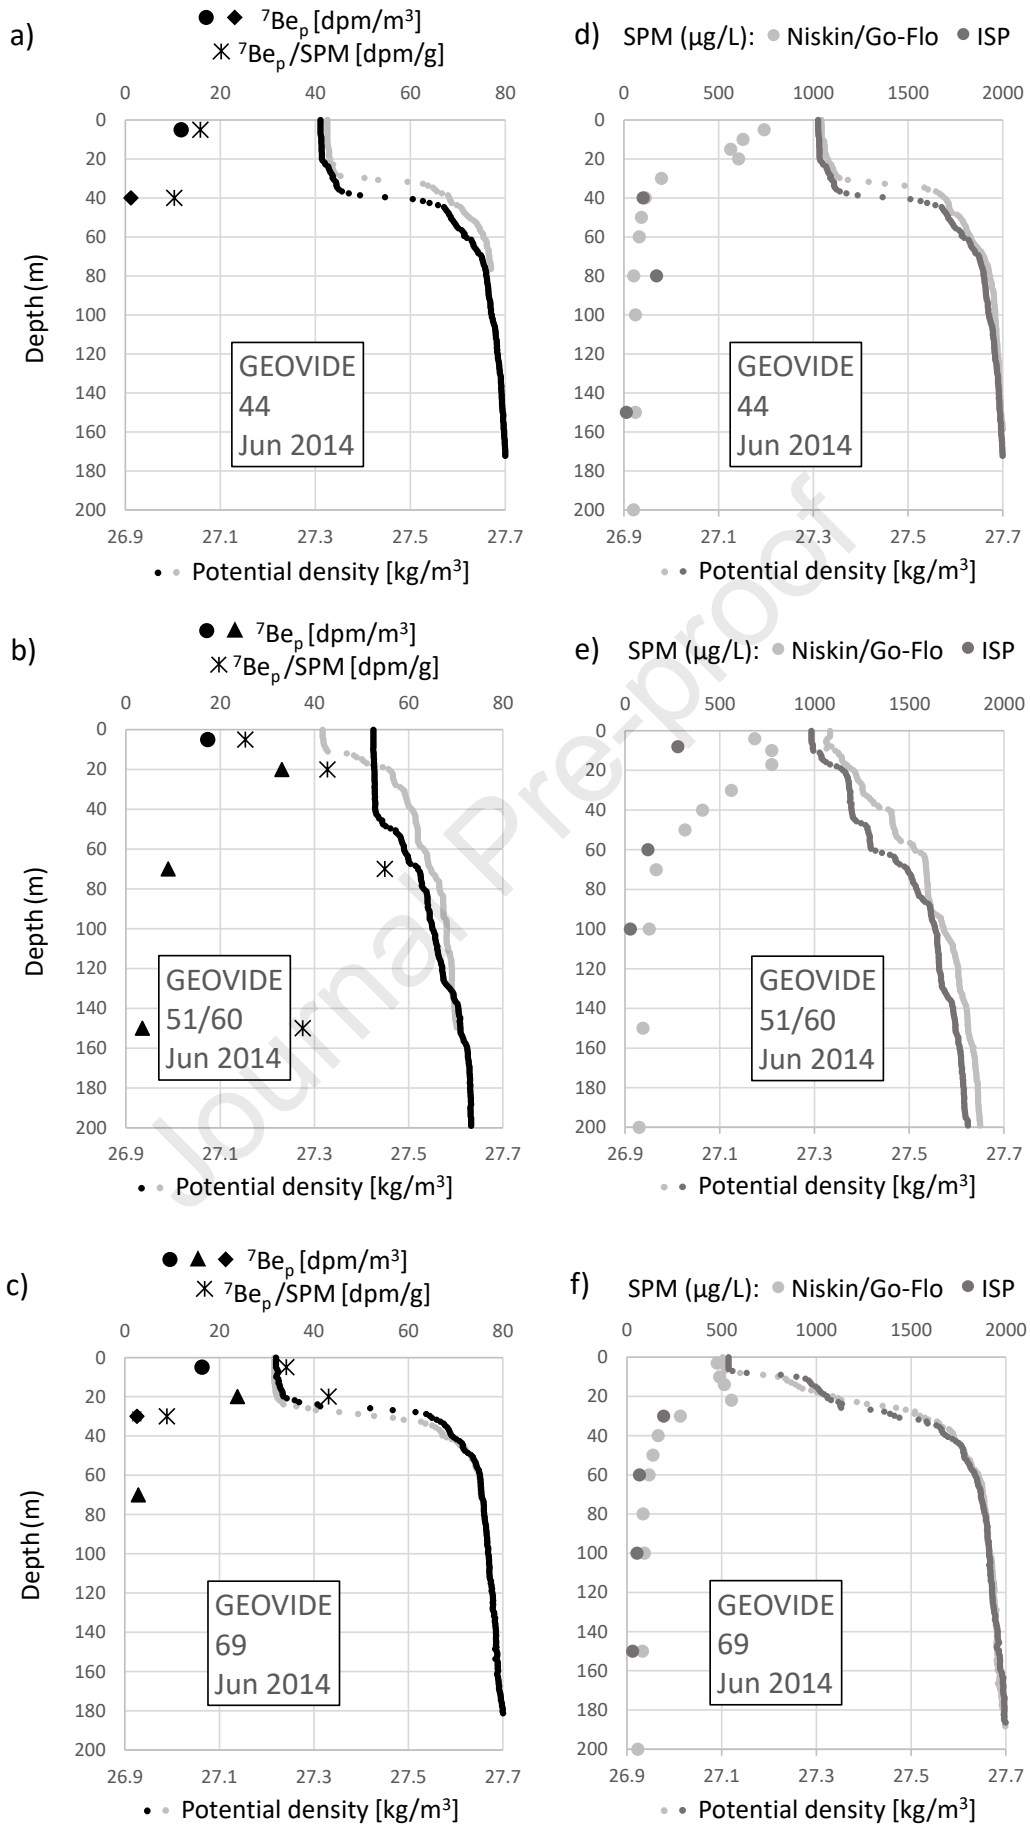 a)
● ◆ ⁷Beₚ [dpm/m³]
⁷Beₚ/SPM [dpm/g]
0 20 40 60 80
0
20
40
60
80
100
120
140
160
180
200
Depth (m)
GEOVIDE
44
Jun 2014
26.9 27.1 27.3 27.5 27.7
• • Potential density [kg/m³]
d) SPM (µg/L): ● Niskin/Go-Flo ● ISP
0 500 1000 1500 2000
0
20
40
60
80
100
120
140
160
180
200
GEOVIDE
44
Jun 2014
26.9 27.1 27.3 27.5 27.7
• • Potential density [kg/m³]
b)
● ▲ ⁷Beₚ [dpm/m³]
⁷Beₚ/SPM [dpm/g]
0 20 40 60 80
0
20
40
60
80
100
120
140
160
180
200
Depth (m)
GEOVIDE
51/60
Jun 2014
26.9 27.1 27.3 27.5 27.7
• • Potential density [kg/m³]
e) SPM (µg/L): ● Niskin/Go-Flo ● ISP
0 500 1000 1500 2000
0
20
40
60
80
100
120
140
160
180
200
GEOVIDE
51/60
Jun 2014
26.9 27.1 27.3 27.5 27.7
• • Potential density [kg/m³]
c)
● ▲ ◆ ⁷Beₚ [dpm/m³]
⁷Beₚ/SPM [dpm/g]
0 20 40 60 80
0
20
40
60
80
100
120
140
160
180
200
Depth (m)
GEOVIDE
69
Jun 2014
26.9 27.1 27.3 27.5 27.7
• • Potential density [kg/m³]
f) SPM (µg/L): ● Niskin/Go-Flo ● ISP
0 500 1000 1500 2000
0
20
40
60
80
100
120
140
160
180
200
GEOVIDE
69
Jun 2014
26.9 27.1 27.3 27.5 27.7
• • Potential density [kg/m³]
Journal Pre-proof